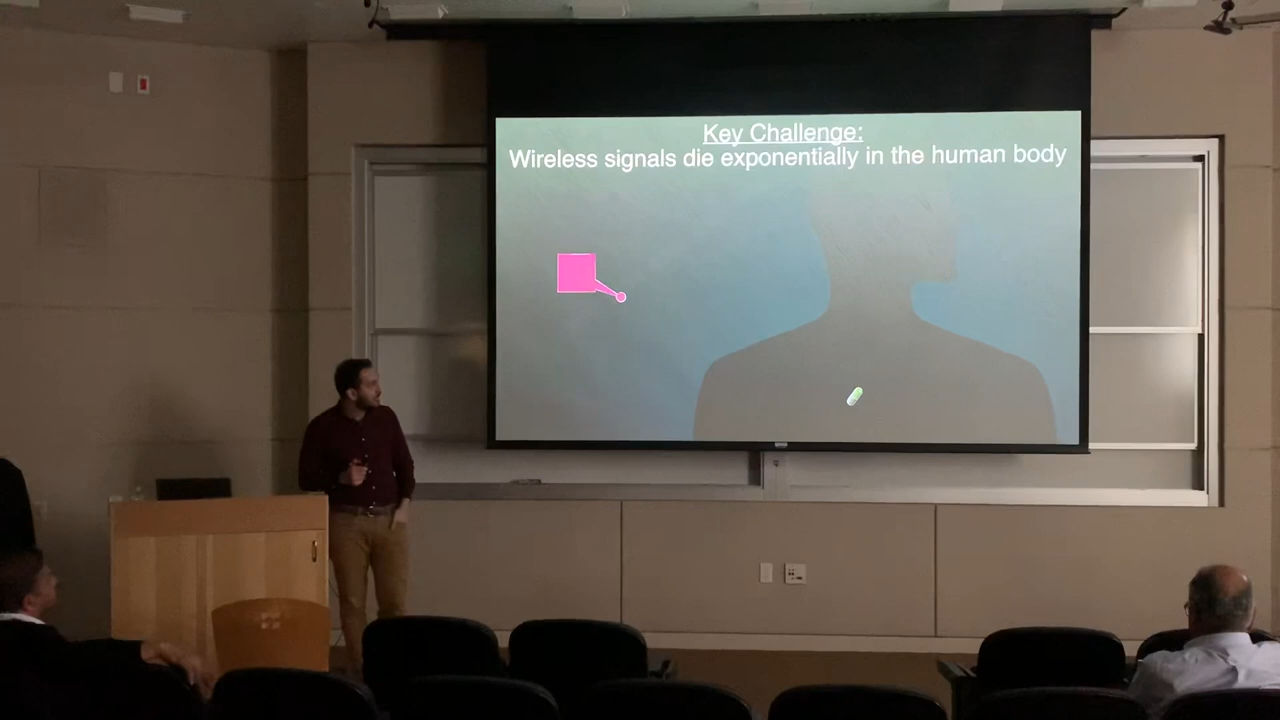 Key Challenge:
Wireless signals die exponentially in the human body